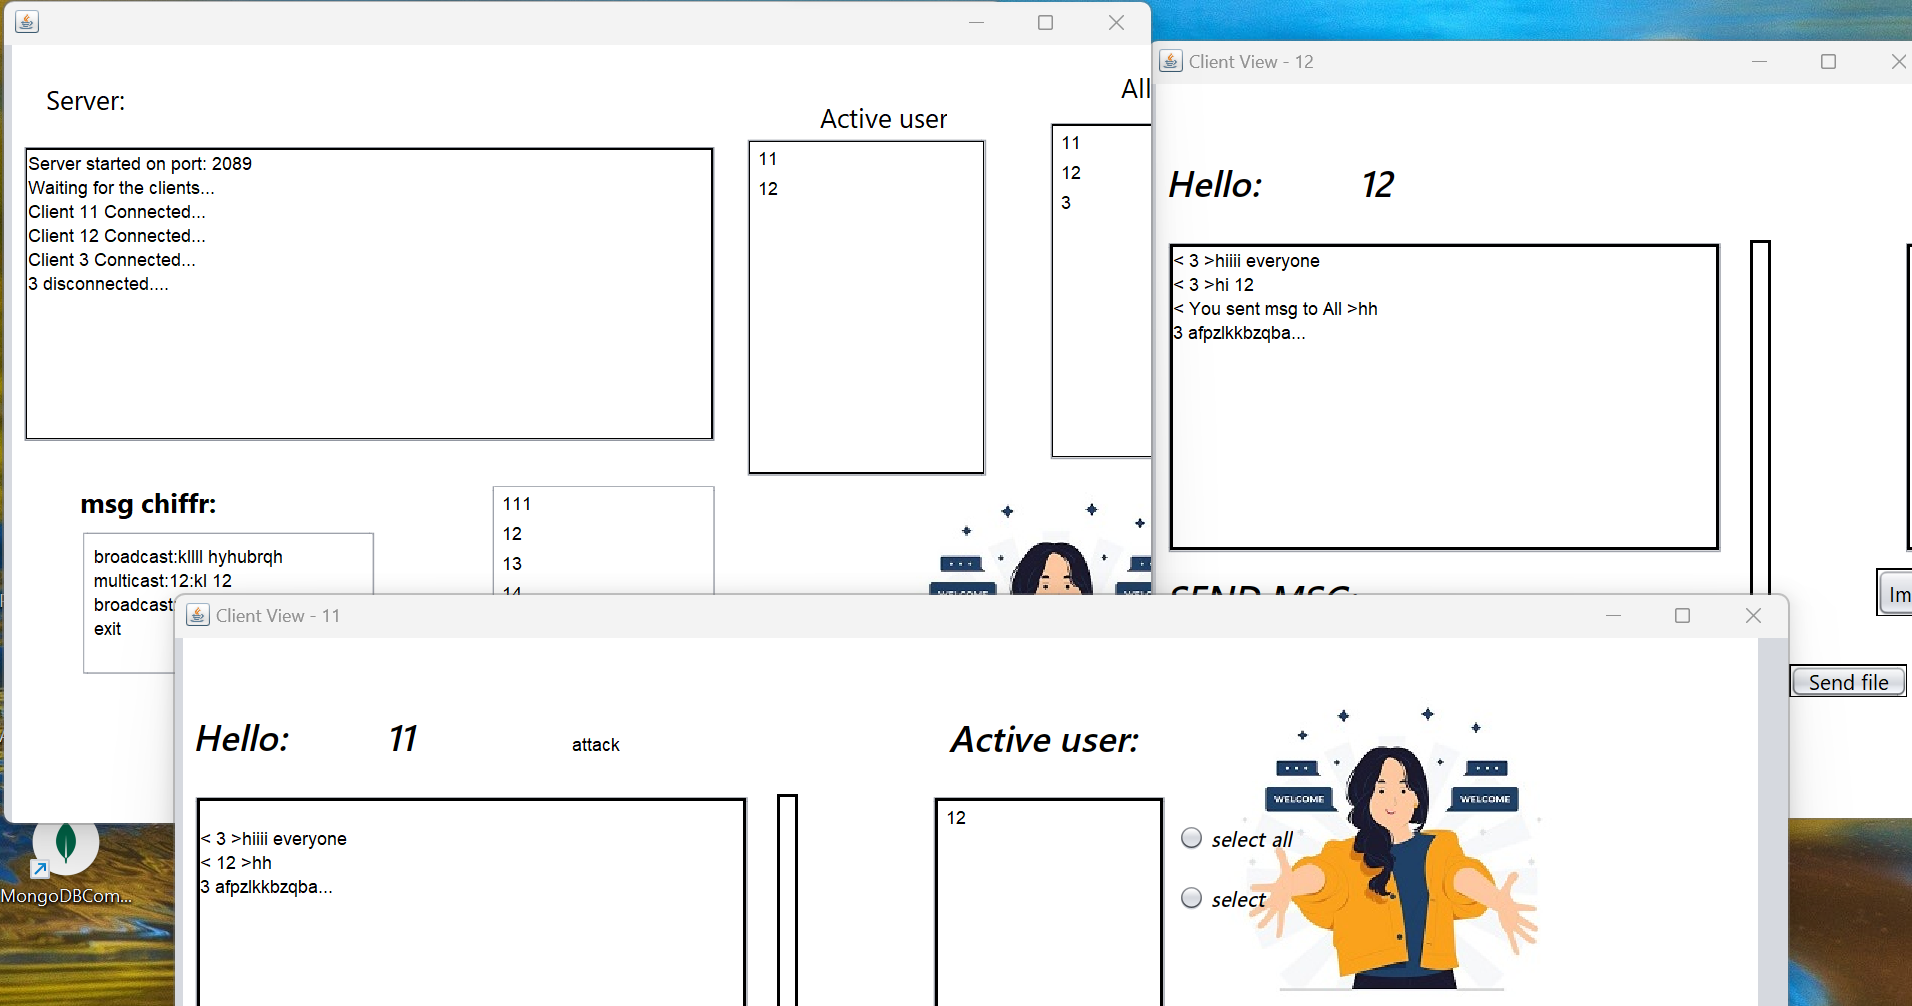 Server:
Active user
All
Server started on port: 2089
Waiting for the clients...
Client 11 Connected...
Client 12 Connected...
Client 3 Connected...
3 disconnected....
11
12
11
12
3
msg chiffr:
broadcast:kllll hyhubrqh
multicast:12:kl 12
broadcast
exit
111
12
13
14
WELCOME
Client View - 12
Hello: 12
< 3 >hiiii everyone
< 3 >hi 12
< You sent msg to All >hh
3 afpzlkkbzqba...
SEND MSG:
Im
Send file
Client View - 11
Hello: 11
attack
Active user:
< 3 >hiiii everyone
< 12 >hh
3 afpzlkkbzqba...
12
select all
select
WELCOME
WELCOME
MongoDBCom...